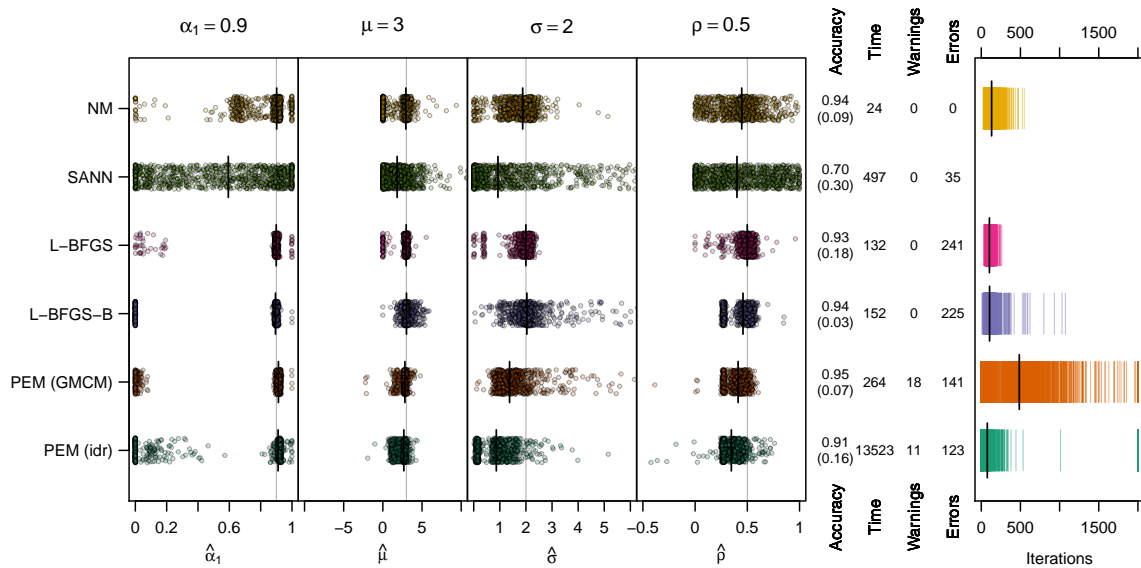 α1 = 0.9 μ = 3 σ = 2 ρ = 0.5 Accuracy Time Warnings Errors 0 500 1500
NM 0.94 (0.09) 24 0 0
SANN 0.70 (0.30) 497 0 35
L−BFGS 0.93 (0.18) 132 0 241
L−BFGS−B 0.94 (0.03) 152 0 225
PEM (GMCM) 0.95 (0.07) 264 18 141
PEM (idr) 0.91 (0.16) 13523 11 123
0 0.2 0.6 1 −5 0 5 0 1 2 3 4 5 6 −0.5 0 0.5 1 Accuracy Time Warnings Errors 0 500 1500
α̂1 μ̂ σ̂ ρ̂ Iterations